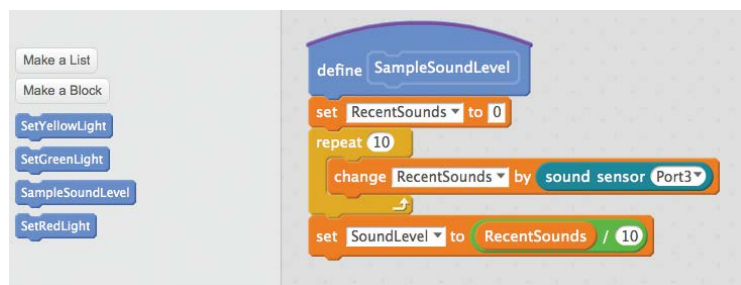 Make a List
Make a Block
SetYellowLight
SetGreenLight
SampleSoundLevel
SetRedLight
define SampleSoundLevel
set RecentSounds to 0
repeat 10
change RecentSounds by sound sensor Port3
set SoundLevel to RecentSounds / 10